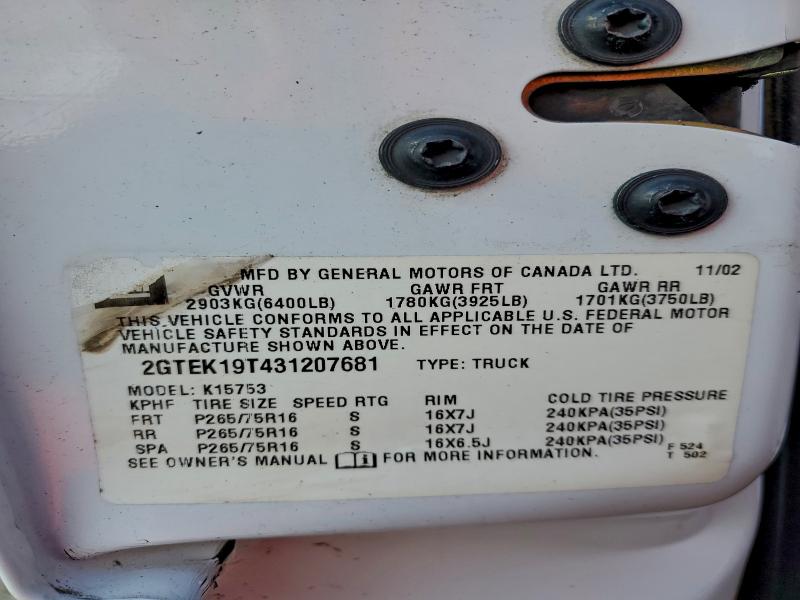 MFD BY GENERAL MOTORS OF CANADA LTD. 11/02
GVWR GAWR FRT GAWR RR
2903KG(6400LB) 1780KG(3925LB) 1701KG(3750LB)
THIS VEHICLE CONFORMS TO ALL APPLICABLE U.S. FEDERAL MOTOR
VEHICLE SAFETY STANDARDS IN EFFECT ON THE DATE OF
MANUFACTURE SHOWN ABOVE.
2GTEK19T431207681 TYPE: TRUCK
MODEL: K15753
KPHF TIRE SIZE SPEED RTG RIM COLD TIRE PRESSURE
FRT P265/75R16 S 16X7J 240KPA(35PSI)
RR P265/75R16 S 16X7J 240KPA(35PSI)
SPA P265/75R16 S 16X6.5J 240KPA(35PSI)
SEE OWNER'S MANUAL i FOR MORE INFORMATION.
F 524
T 502